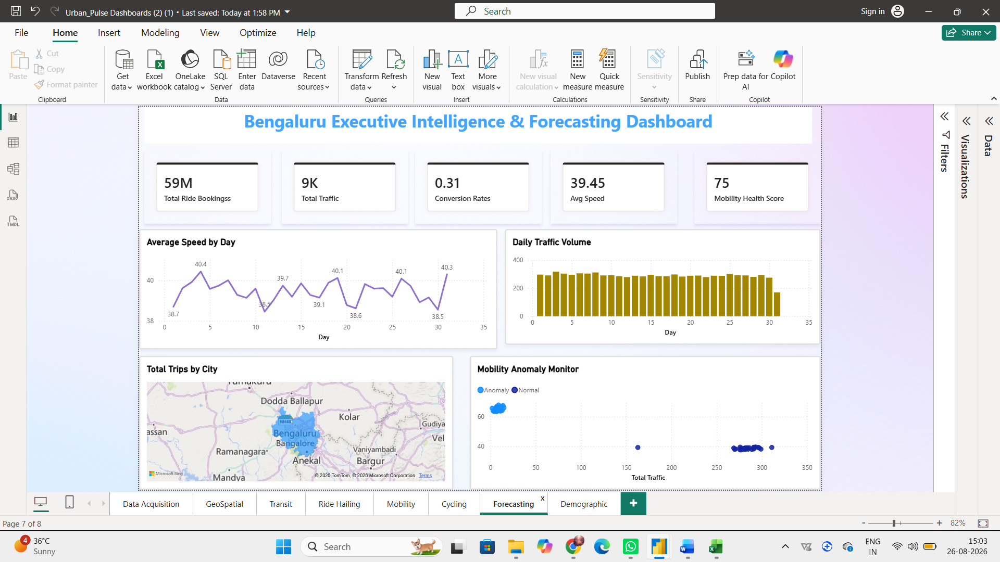 Urban_Pulse Dashboards (2) (1) • Last saved: Today at 1:58 PM
Search
Sign in
File
Home
Insert
Modeling
View
Optimize
Help
Share
Paste
Cut
Copy
Format painter
Clipboard
Get data
Excel workbook
OneLake catalog
SQL Server
Enter data
Dataverse
Recent sources
Data
Transform data
Refresh
Queries
New visual
Text box
More visuals
Insert
New visual calculation
New measure
Quick measure
Calculations
Sensitivity
Sensitivity
Publish
Share
Prep data for AI
Copilot
Copilot
DAX
TMDL
Bengaluru Executive Intelligence & Forecasting Dashboard
59M
Total Ride Bookingss
9K
Total Traffic
0.31
Conversion Rates
39.45
Avg Speed
75
Mobility Health Score
Average Speed by Day
40
38
38.7
40.4
38.5
39.7
39.1
40.1
38.6
40.1
38.5
40.3
0 5 10 15 20 25 30 35
Day
Daily Traffic Volume
400
200
0
0 5 10 15 20 25 30 35
Day
Total Trips by City
Tumakuru
Dodda Ballapur
Kolar
NH48
Gudiya
assan
Bengaluru
Bangalore
Vel
Ramanagara
Vaniyambadi
Anekal
Bargur
Mandya
Microsoft Bing
© 2026 TomTom, © 2026 Microsoft Corporation Terms
Mobility Anomaly Monitor
Anomaly Normal
60
40
0 50 100 150 200 250 300 350
Total Traffic
Filters
Visualizations
Data
Data Acquisition
GeoSpatial
Transit
Ride Hailing
Mobility
Cycling
Forecasting
x
Demographic
+
Page 7 of 8
- + 82%
4
36°C
Sunny
Search
ENG
IN
15:03
26-08-2026